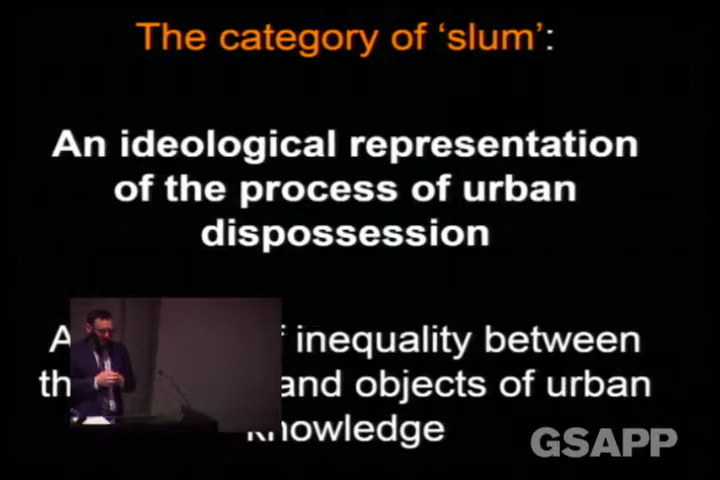 The category of ‘slum’:
An ideological representation
of the process of urban
dispossession
inequality between
and objects of urban
knowledge
GSAPP